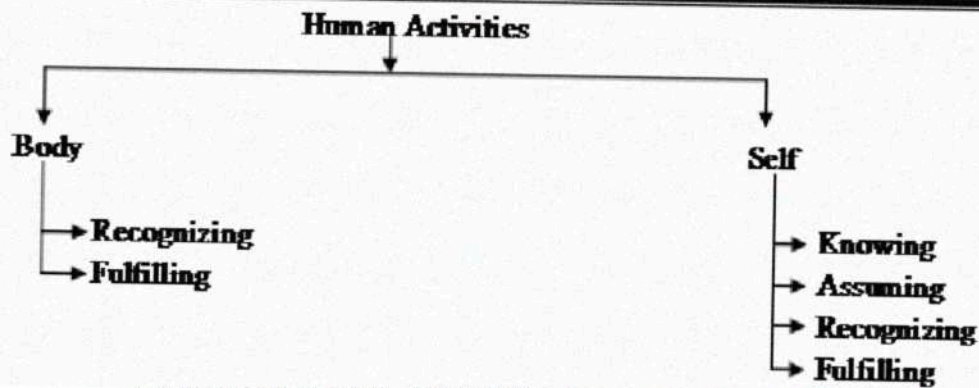 Human Activities
Body
Recognizing
Fulfilling
Self
Knowing
Assuming
Recognizing
Fulfilling